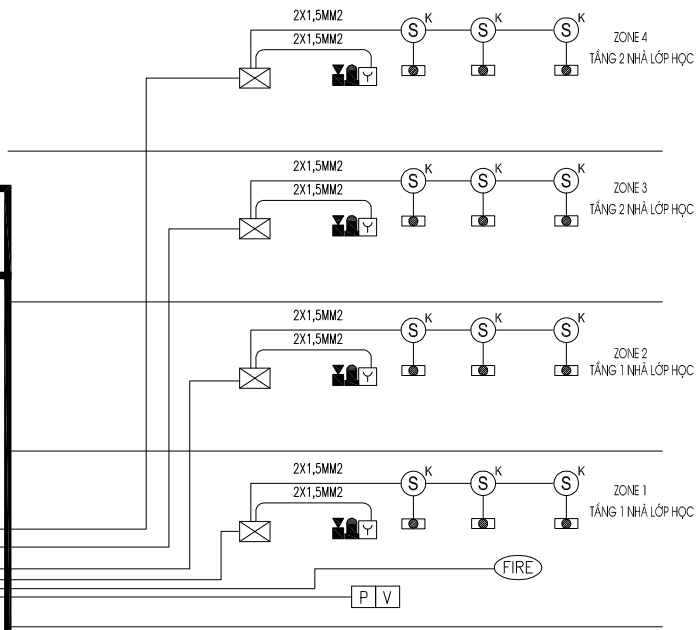 2X1,5MM2
2X1,5MM2
S K S K S K
ZONE 4
TẦNG 2 NHÀ LỚP HỌC
2X1,5MM2
2X1,5MM2
S K S K S K
ZONE 3
TẦNG 2 NHÀ LỚP HỌC
2X1,5MM2
2X1,5MM2
S K S K S K
ZONE 2
TẦNG 1 NHÀ LỚP HỌC
2X1,5MM2
2X1,5MM2
S K S K S K
ZONE 1
TẦNG 1 NHÀ LỚP HỌC
FIRE
P V